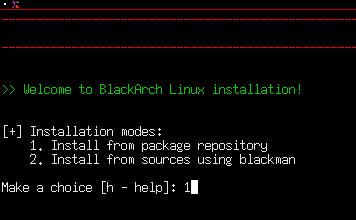 >> Welcome to BlackArch Linux installation!
[+] Installation modes:
1. Install from package repository
2. Install from sources using blackman
Make a choice [h - help]: 1